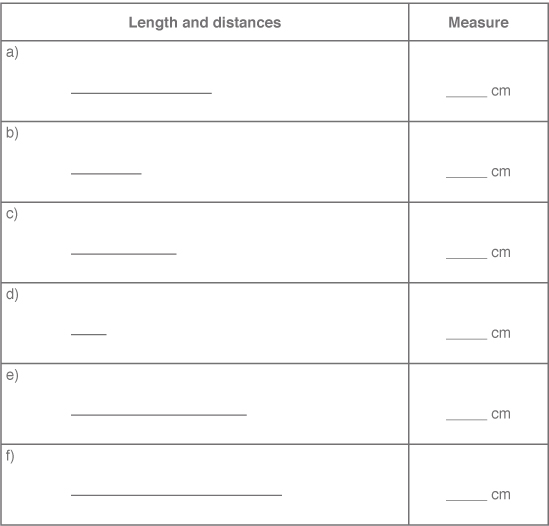 Length and distances Measure
a)
_____ cm
b)
_____ cm
c)
_____ cm
d)
_____ cm
e)
_____ cm
f)
_____ cm